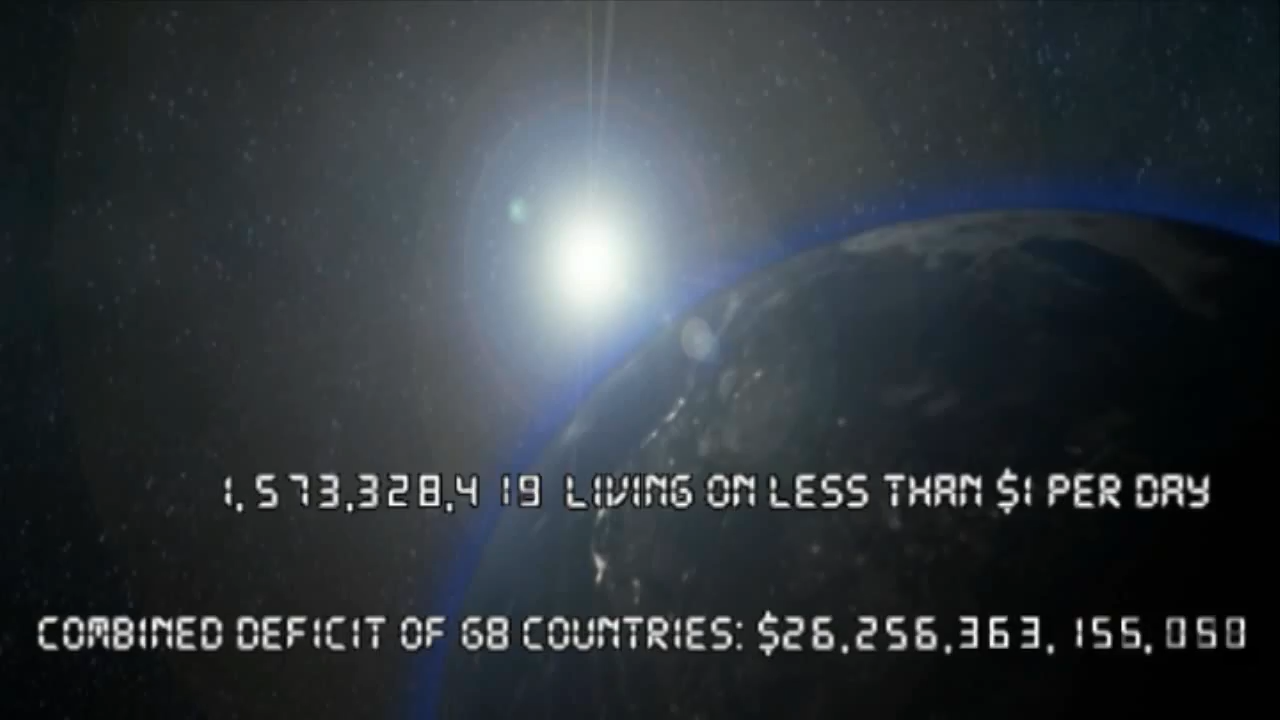 1,573,328,419 LIVING ON LESS THAN $1 PER DAY
COMBINED DEFICIT OF G8 COUNTRIES: $26,256,363,155,050